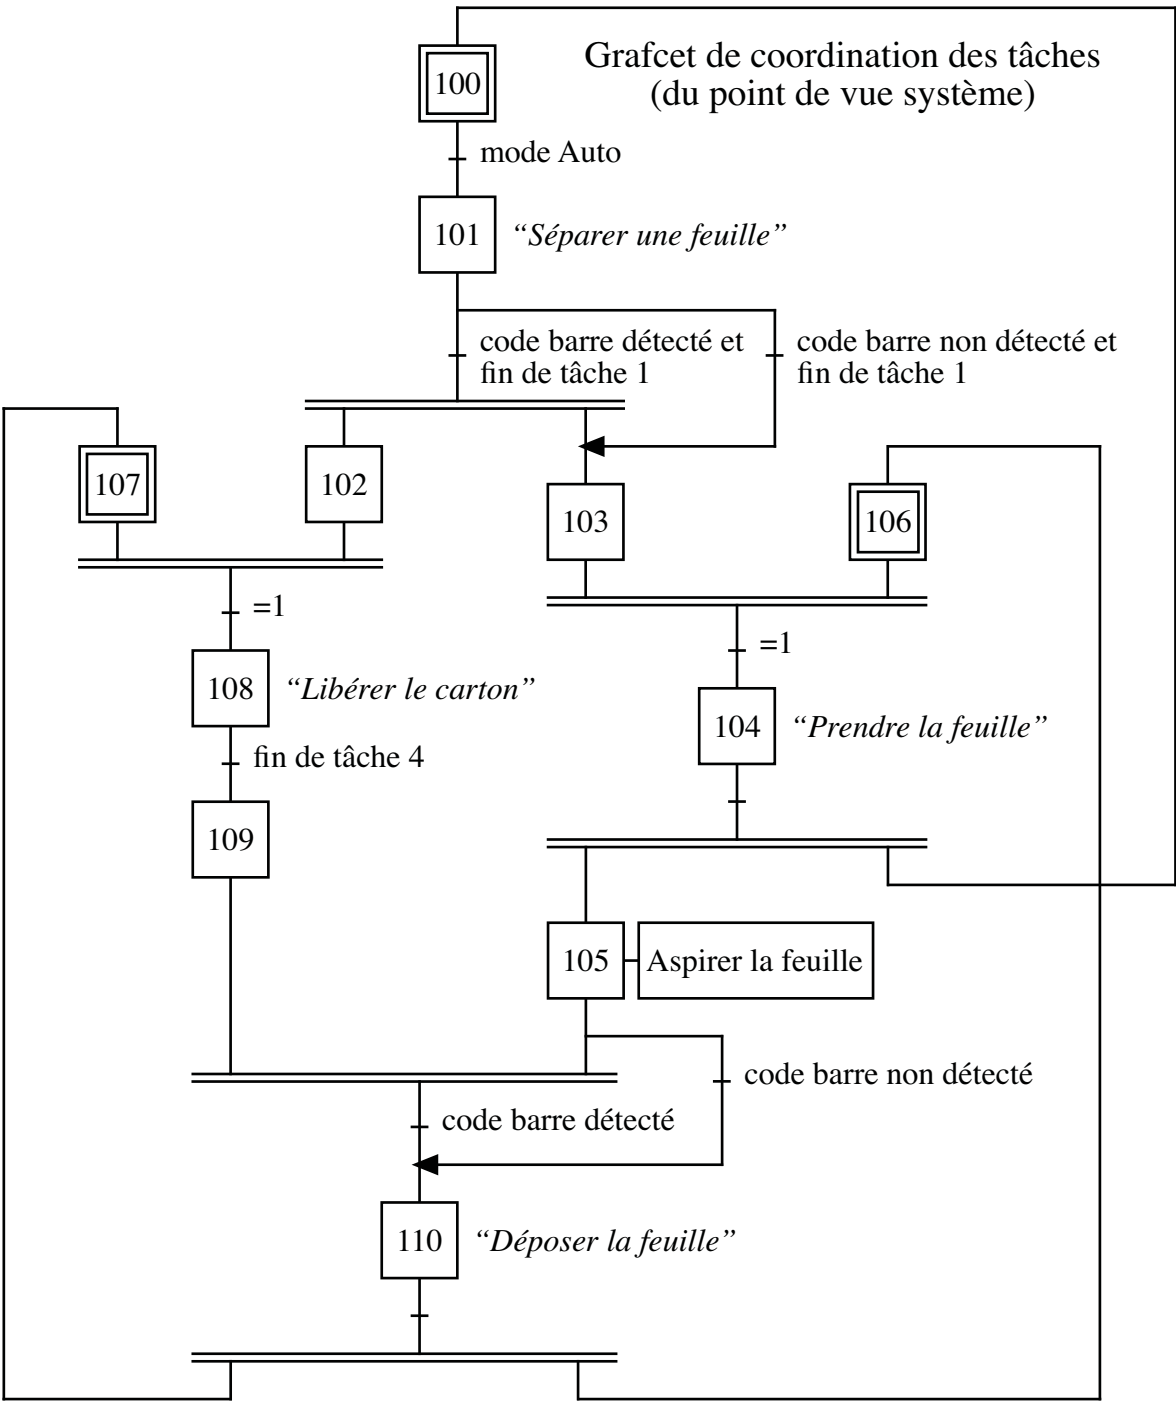 Grafcet de coordination des tâches
(du point de vue système)
100
mode Auto
101 “Séparer une feuille”
code barre détecté et
fin de tâche 1
code barre non détecté et
fin de tâche 1
107
102
103
106
=1
=1
108 “Libérer le carton”
104 “Prendre la feuille”
fin de tâche 4
109
105 Aspirer la feuille
code barre non détecté
code barre détecté
110 “Déposer la feuille”